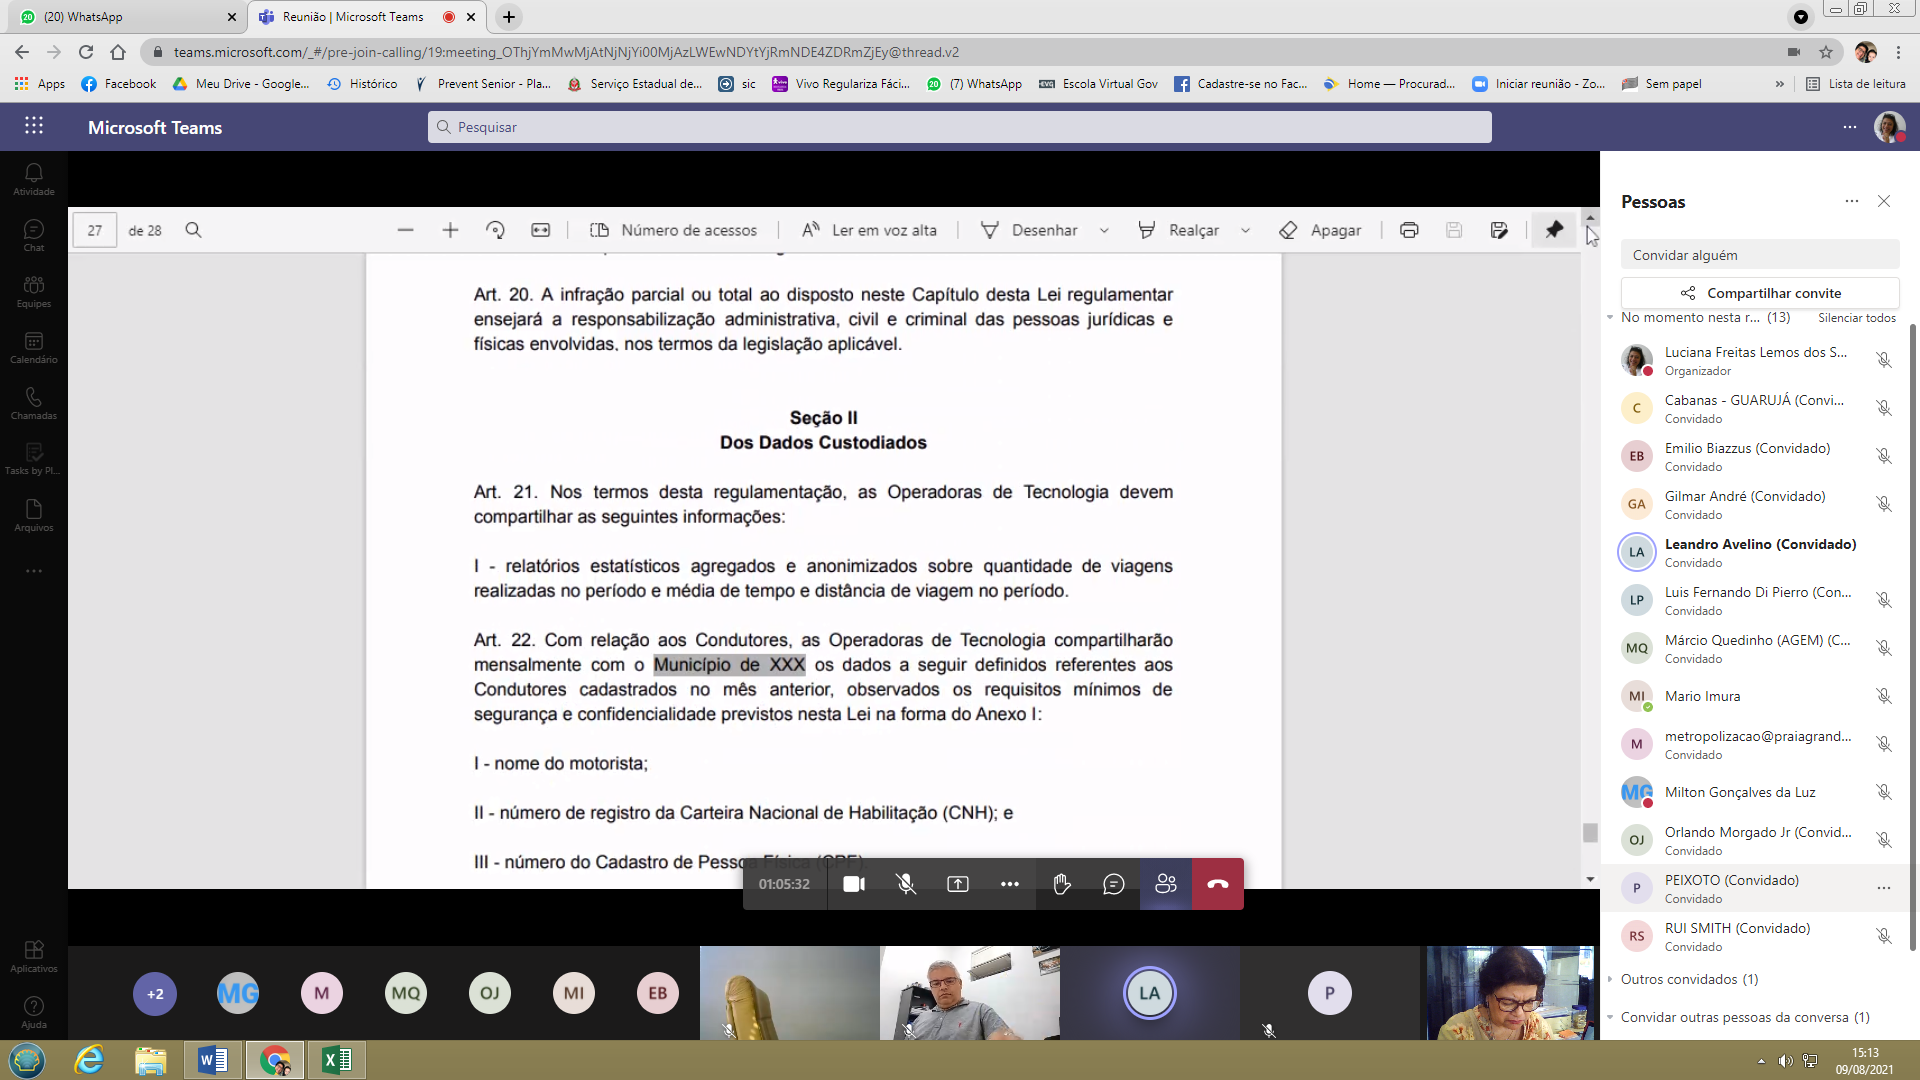 (20) WhatsApp
Reunião | Microsoft Teams
teams.microsoft.com/_#/pre-join-calling/19:meeting_OThjYmMwMjAtNjNjYi00MjAzLWEwNDYtYjRmNDE4ZDRmZjEy@thread.v2
Apps
Facebook
Meu Drive - Google...
Histórico
Prevent Senior - Pla...
Serviço Estadual de...
sic
Vivo Regulariza Fáci...
(7) WhatsApp
Escola Virtual Gov
Cadastre-se no Fac...
Home — Procurad...
Iniciar reunião - Zo...
Sem papel
»
Lista de leitura
Microsoft Teams
Pesquisar
Atividade
Chat
Equipes
Calendário
Chamadas
Tasks by Pl...
Arquivos
Aplicativos
Ajuda
27 de 28
Número de acessos
Ler em voz alta
Desenhar
Realçar
Apagar
Art. 20. A infração parcial ou total ao disposto neste Capítulo desta Lei regulamentar
ensejará a responsabilização administrativa, civil e criminal das pessoas jurídicas e
físicas envolvidas, nos termos da legislação aplicável.
Seção II
Dos Dados Custodiados
Art. 21. Nos termos desta regulamentação, as Operadoras de Tecnologia devem
compartilhar as seguintes informações:
I - relatórios estatísticos agregados e anonimizados sobre quantidade de viagens
realizadas no período e média de tempo e distância de viagem no período.
Art. 22. Com relação aos Condutores, as Operadoras de Tecnologia compartilharão
mensalmente com o Município de XXX os dados a seguir definidos referentes aos
Condutores cadastrados no mês anterior, observados os requisitos mínimos de
segurança e confidencialidade previstos nesta Lei na forma do Anexo I:
I - nome do motorista;
II - número de registro da Carteira Nacional de Habilitação (CNH); e
III - número do Cadastro de Pessoa Física (CPF)
01:05:32
Pessoas
Convidar alguém
Compartilhar convite
No momento nesta r... (13)
Silenciar todos
Luciana Freitas Lemos dos S...
Organizador
C
Cabanas - GUARUJÁ (Convi...
Convidado
EB
Emilio Biazzus (Convidado)
Convidado
GA
Gilmar André (Convidado)
Convidado
LA
Leandro Avelino (Convidado)
Convidado
LP
Luis Fernando Di Pierro (Con...
Convidado
MQ
Márcio Quedinho (AGEM) (C...
Convidado
MI
Mario Imura
M
metropolizacao@praiagrand...
Convidado
MG
Milton Gonçalves da Luz
OJ
Orlando Morgado Jr (Convid...
Convidado
P
PEIXOTO (Convidado)
Convidado
RS
RUI SMITH (Convidado)
Convidado
Outros convidados (1)
Convidar outras pessoas da conversa (1)
+2
MG
M
MQ
OJ
MI
EB
LA
P
15:13
09/08/2021